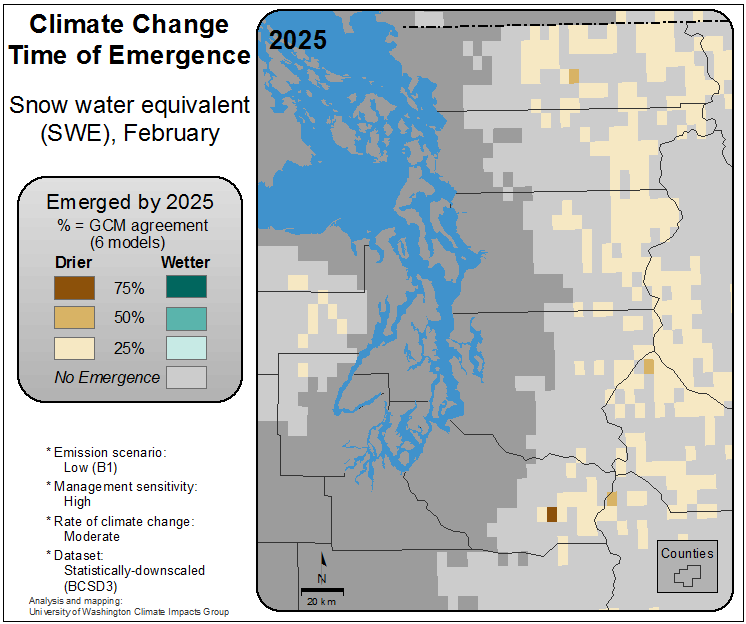 Climate Change
Time of Emergence
Snow water equivalent
(SWE), February
Emerged by 2025
% = GCM agreement
(6 models)
Drier Wetter
75%
50%
25%
No Emergence
* Emission scenario:
Low (B1)
* Management sensitivity:
High
* Rate of climate change:
Moderate
* Dataset:
Statistically-downscaled
(BCSD3)
Analysis and mapping:
University of Washington Climate Impacts Group
2025
N
20 km
Counties